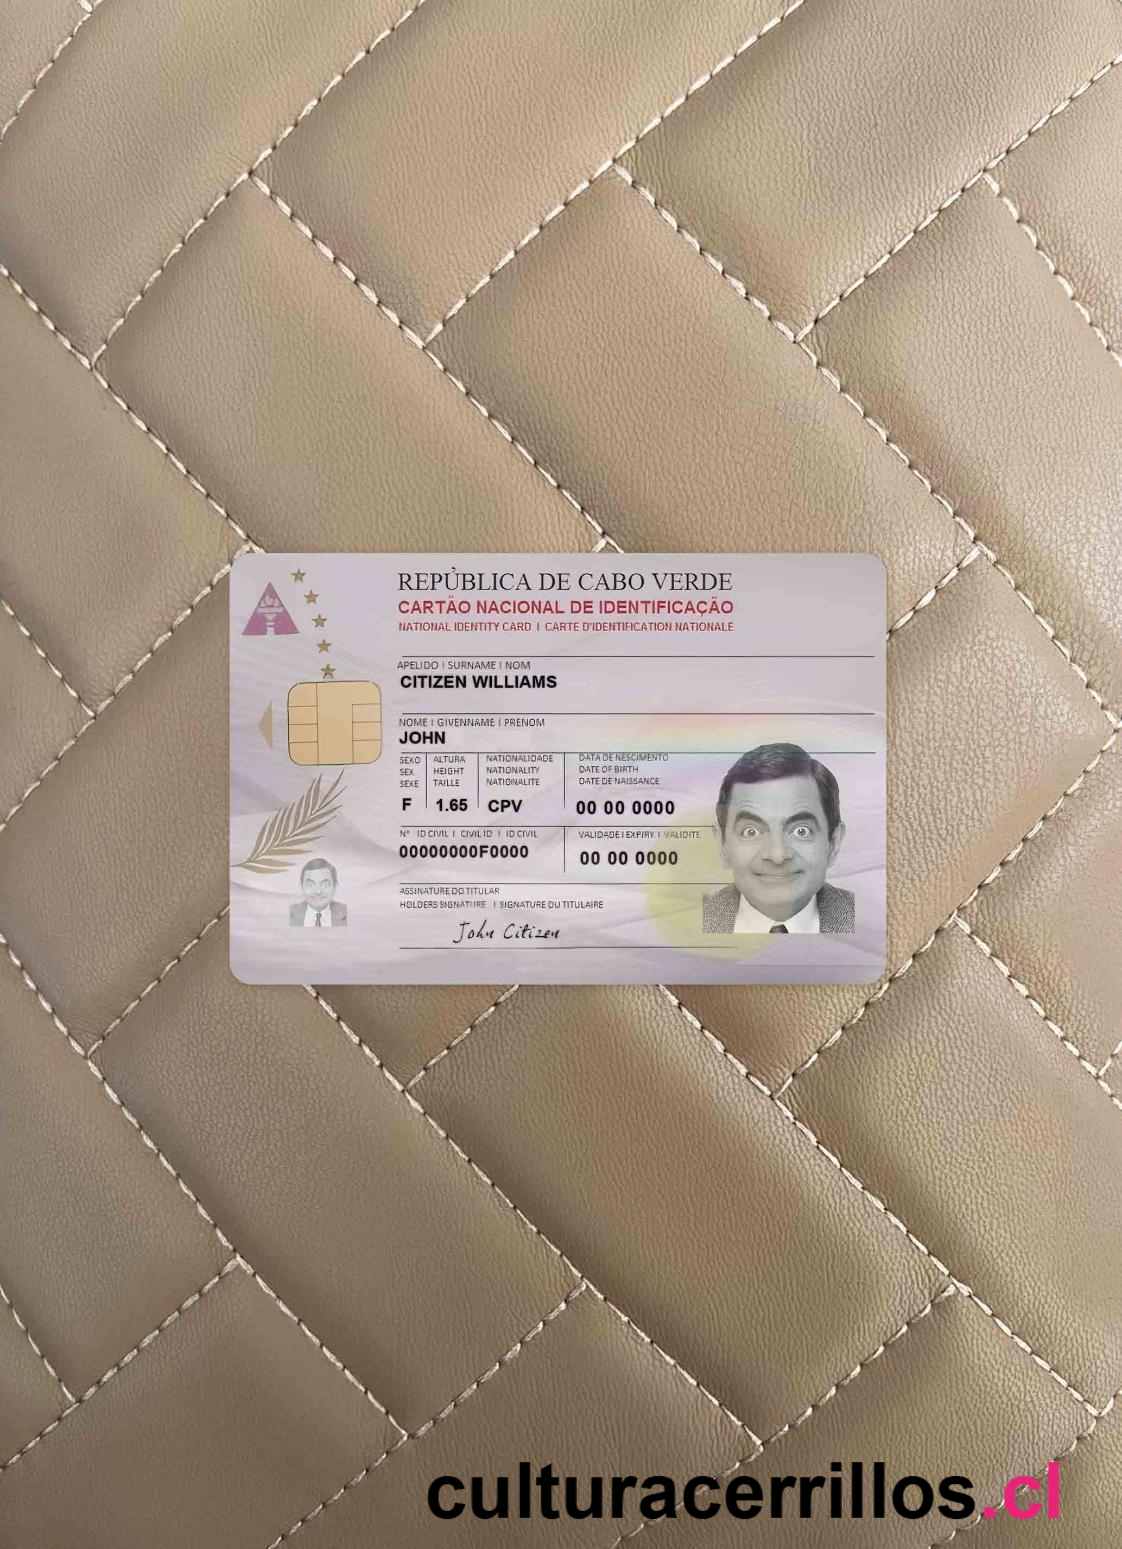 REPÙBLICA DE CABO VERDE
CARTÃO NACIONAL DE IDENTIFICAÇÃO
NATIONAL IDENTITY CARD | CARTE D'IDENTIFICATION NATIONALE
APELIDO | SURNAME | NOM
CITIZEN WILLIAMS
NOME | GIVENNAME | PRENOM
JOHN
SEXO ALTURA NATIONALIDADE DATA DE NESCIMENTO
SEX HEIGHT NATIONALITY DATE OF BIRTH
SEXE TAILLE NATIONALITE DATE DE NAISSANCE
F 1.65 CPV 00 00 0000
Nº ID CIVIL | CIVIL ID | ID CIVIL VALIDADE | EXPIRY | VALIDITE
00000000F0000 00 00 0000
ASSINATURE DO TITULAR
HOLDERS SIGNATURE | SIGNATURE DU TITULAIRE
John Citizen
culturacerrillos.cl